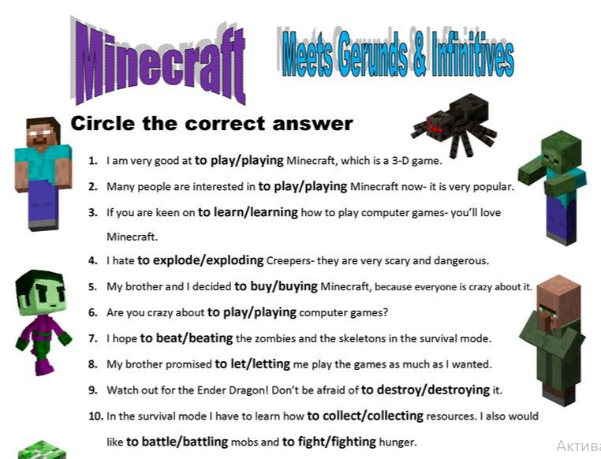 Minecraft
Meets Gerunds & Infinitives
Circle the correct answer
1. I am very good at to play/playing Minecraft, which is a 3-D game.
2. Many people are interested in to play/playing Minecraft now- it is very popular.
3. If you are keen on to learn/learning how to play computer games- you'll love
Minecraft.
4. I hate to explode/exploding Creepers- they are very scary and dangerous.
5. My brother and I decided to buy/buying Minecraft, because everyone is crazy about it.
6. Are you crazy about to play/playing computer games?
7. I hope to beat/beating the zombies and the skeletons in the survival mode.
8. My brother promised to let/letting me play the games as much as I wanted.
9. Watch out for the Ender Dragon! Don't be afraid of to destroy/destroying it.
10. In the survival mode I have to learn how to collect/collecting resources. I also would
like to battle/battling mobs and to fight/fighting hunger.